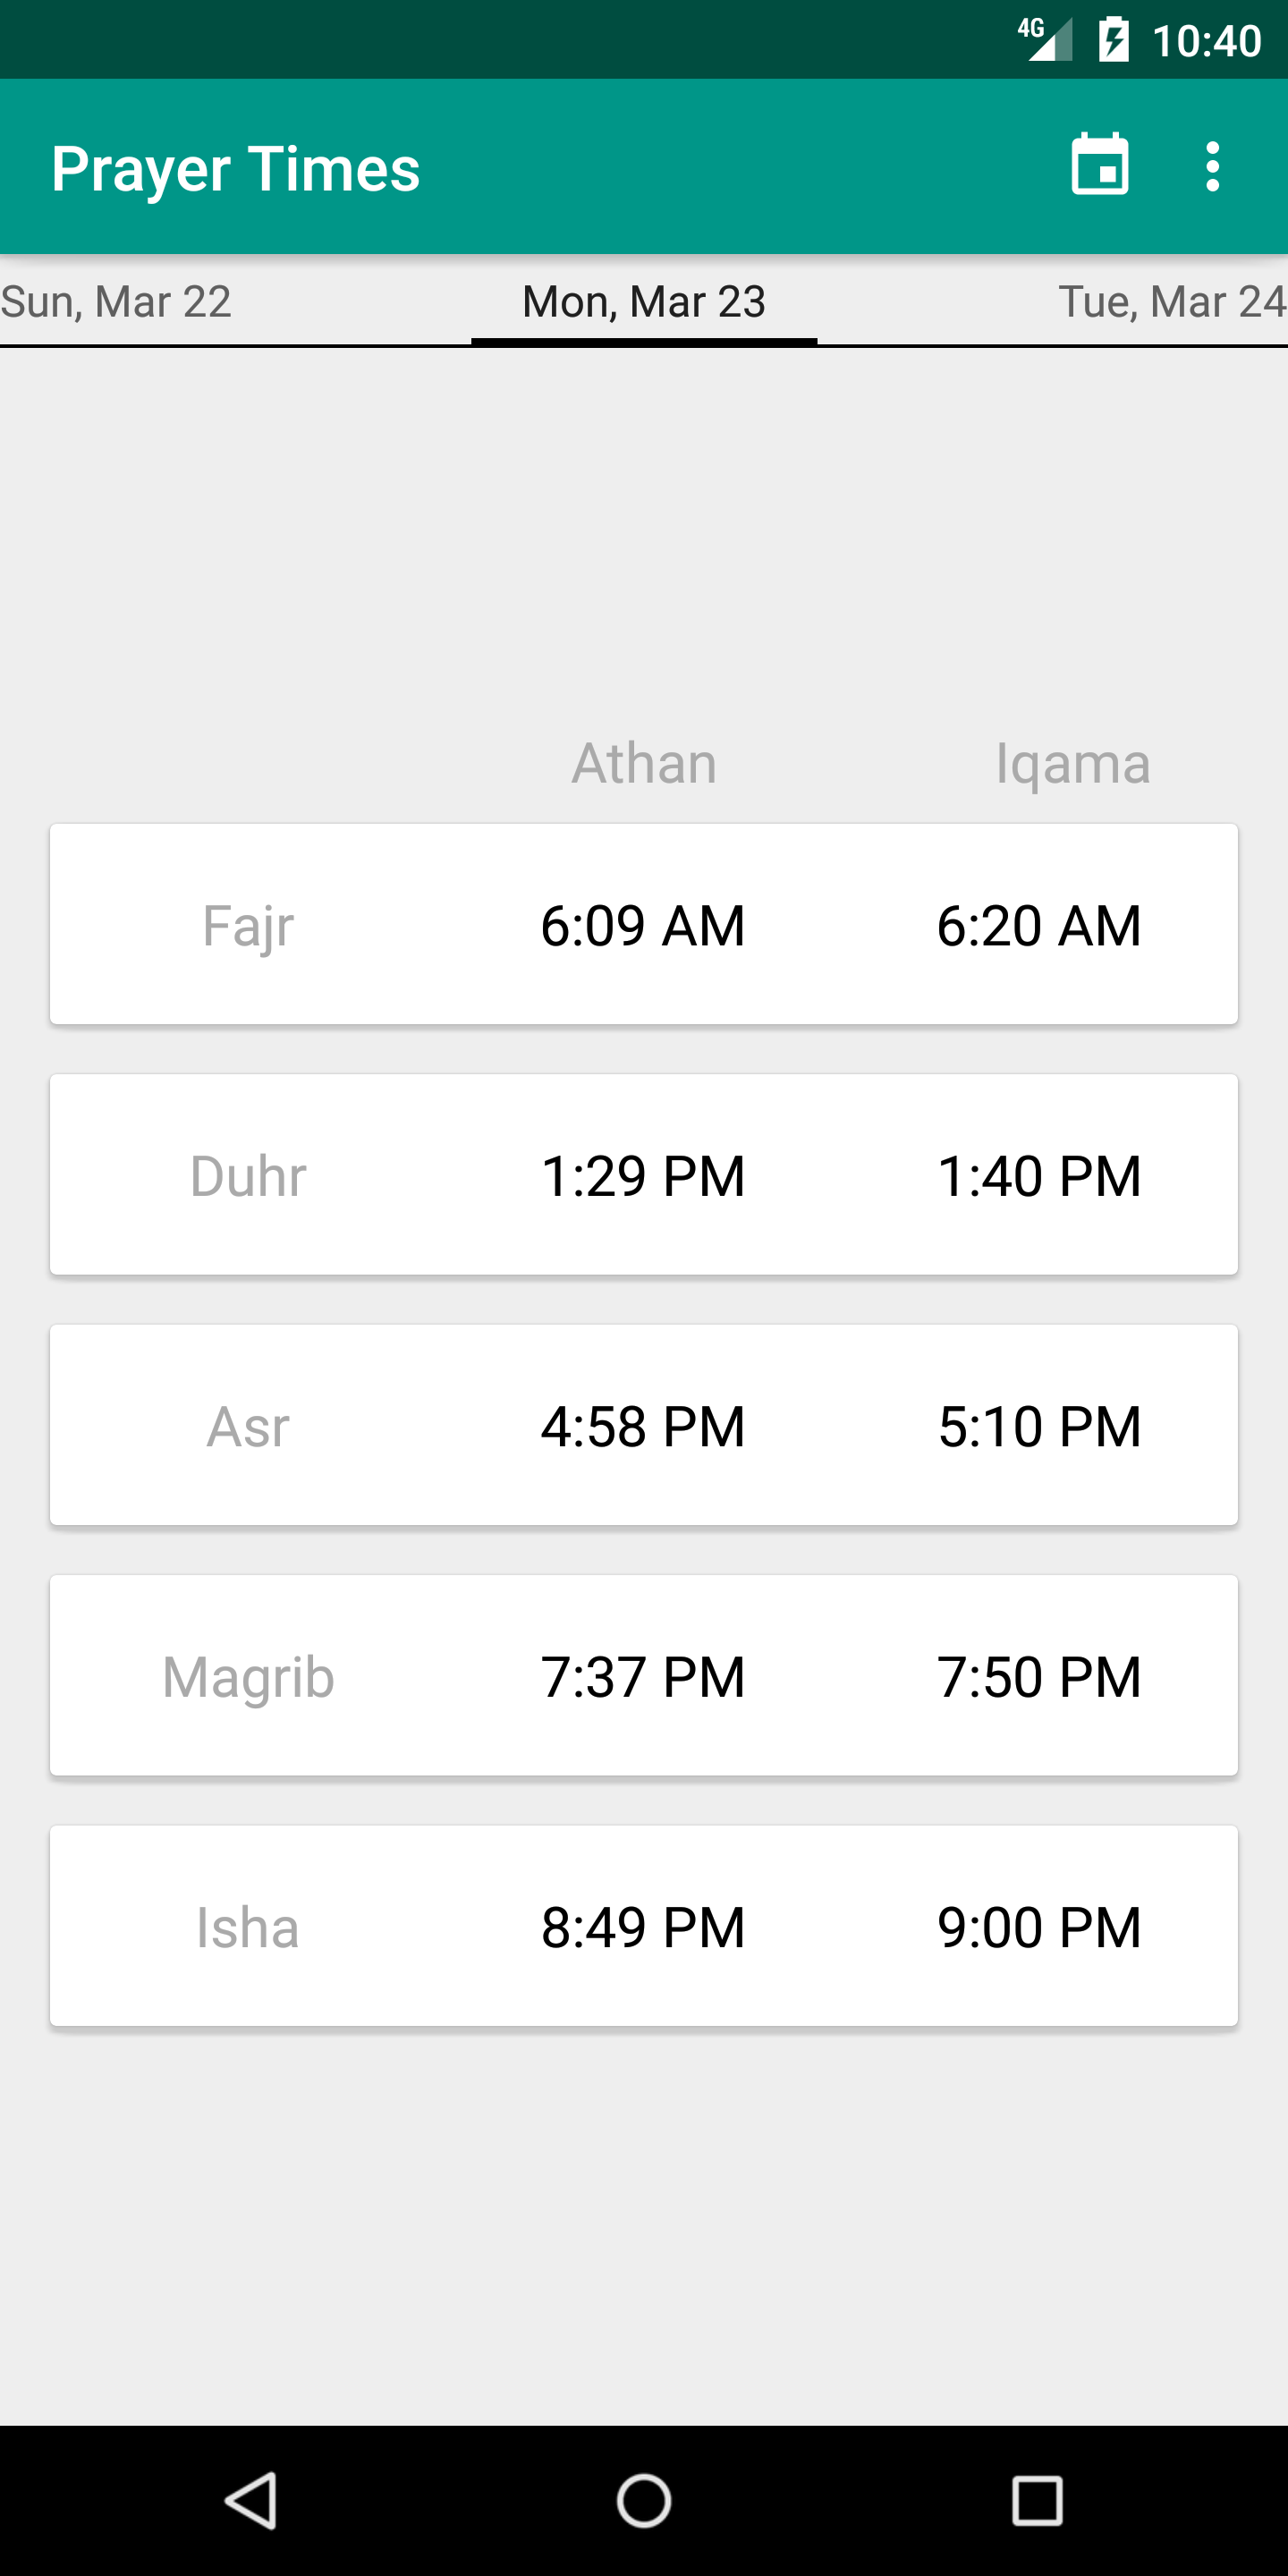 4G 10:40
Prayer Times
Sun, Mar 22 Mon, Mar 23 Tue, Mar 24
Athan Iqama
Fajr 6:09 AM 6:20 AM
Duhr 1:29 PM 1:40 PM
Asr 4:58 PM 5:10 PM
Magrib 7:37 PM 7:50 PM
Isha 8:49 PM 9:00 PM